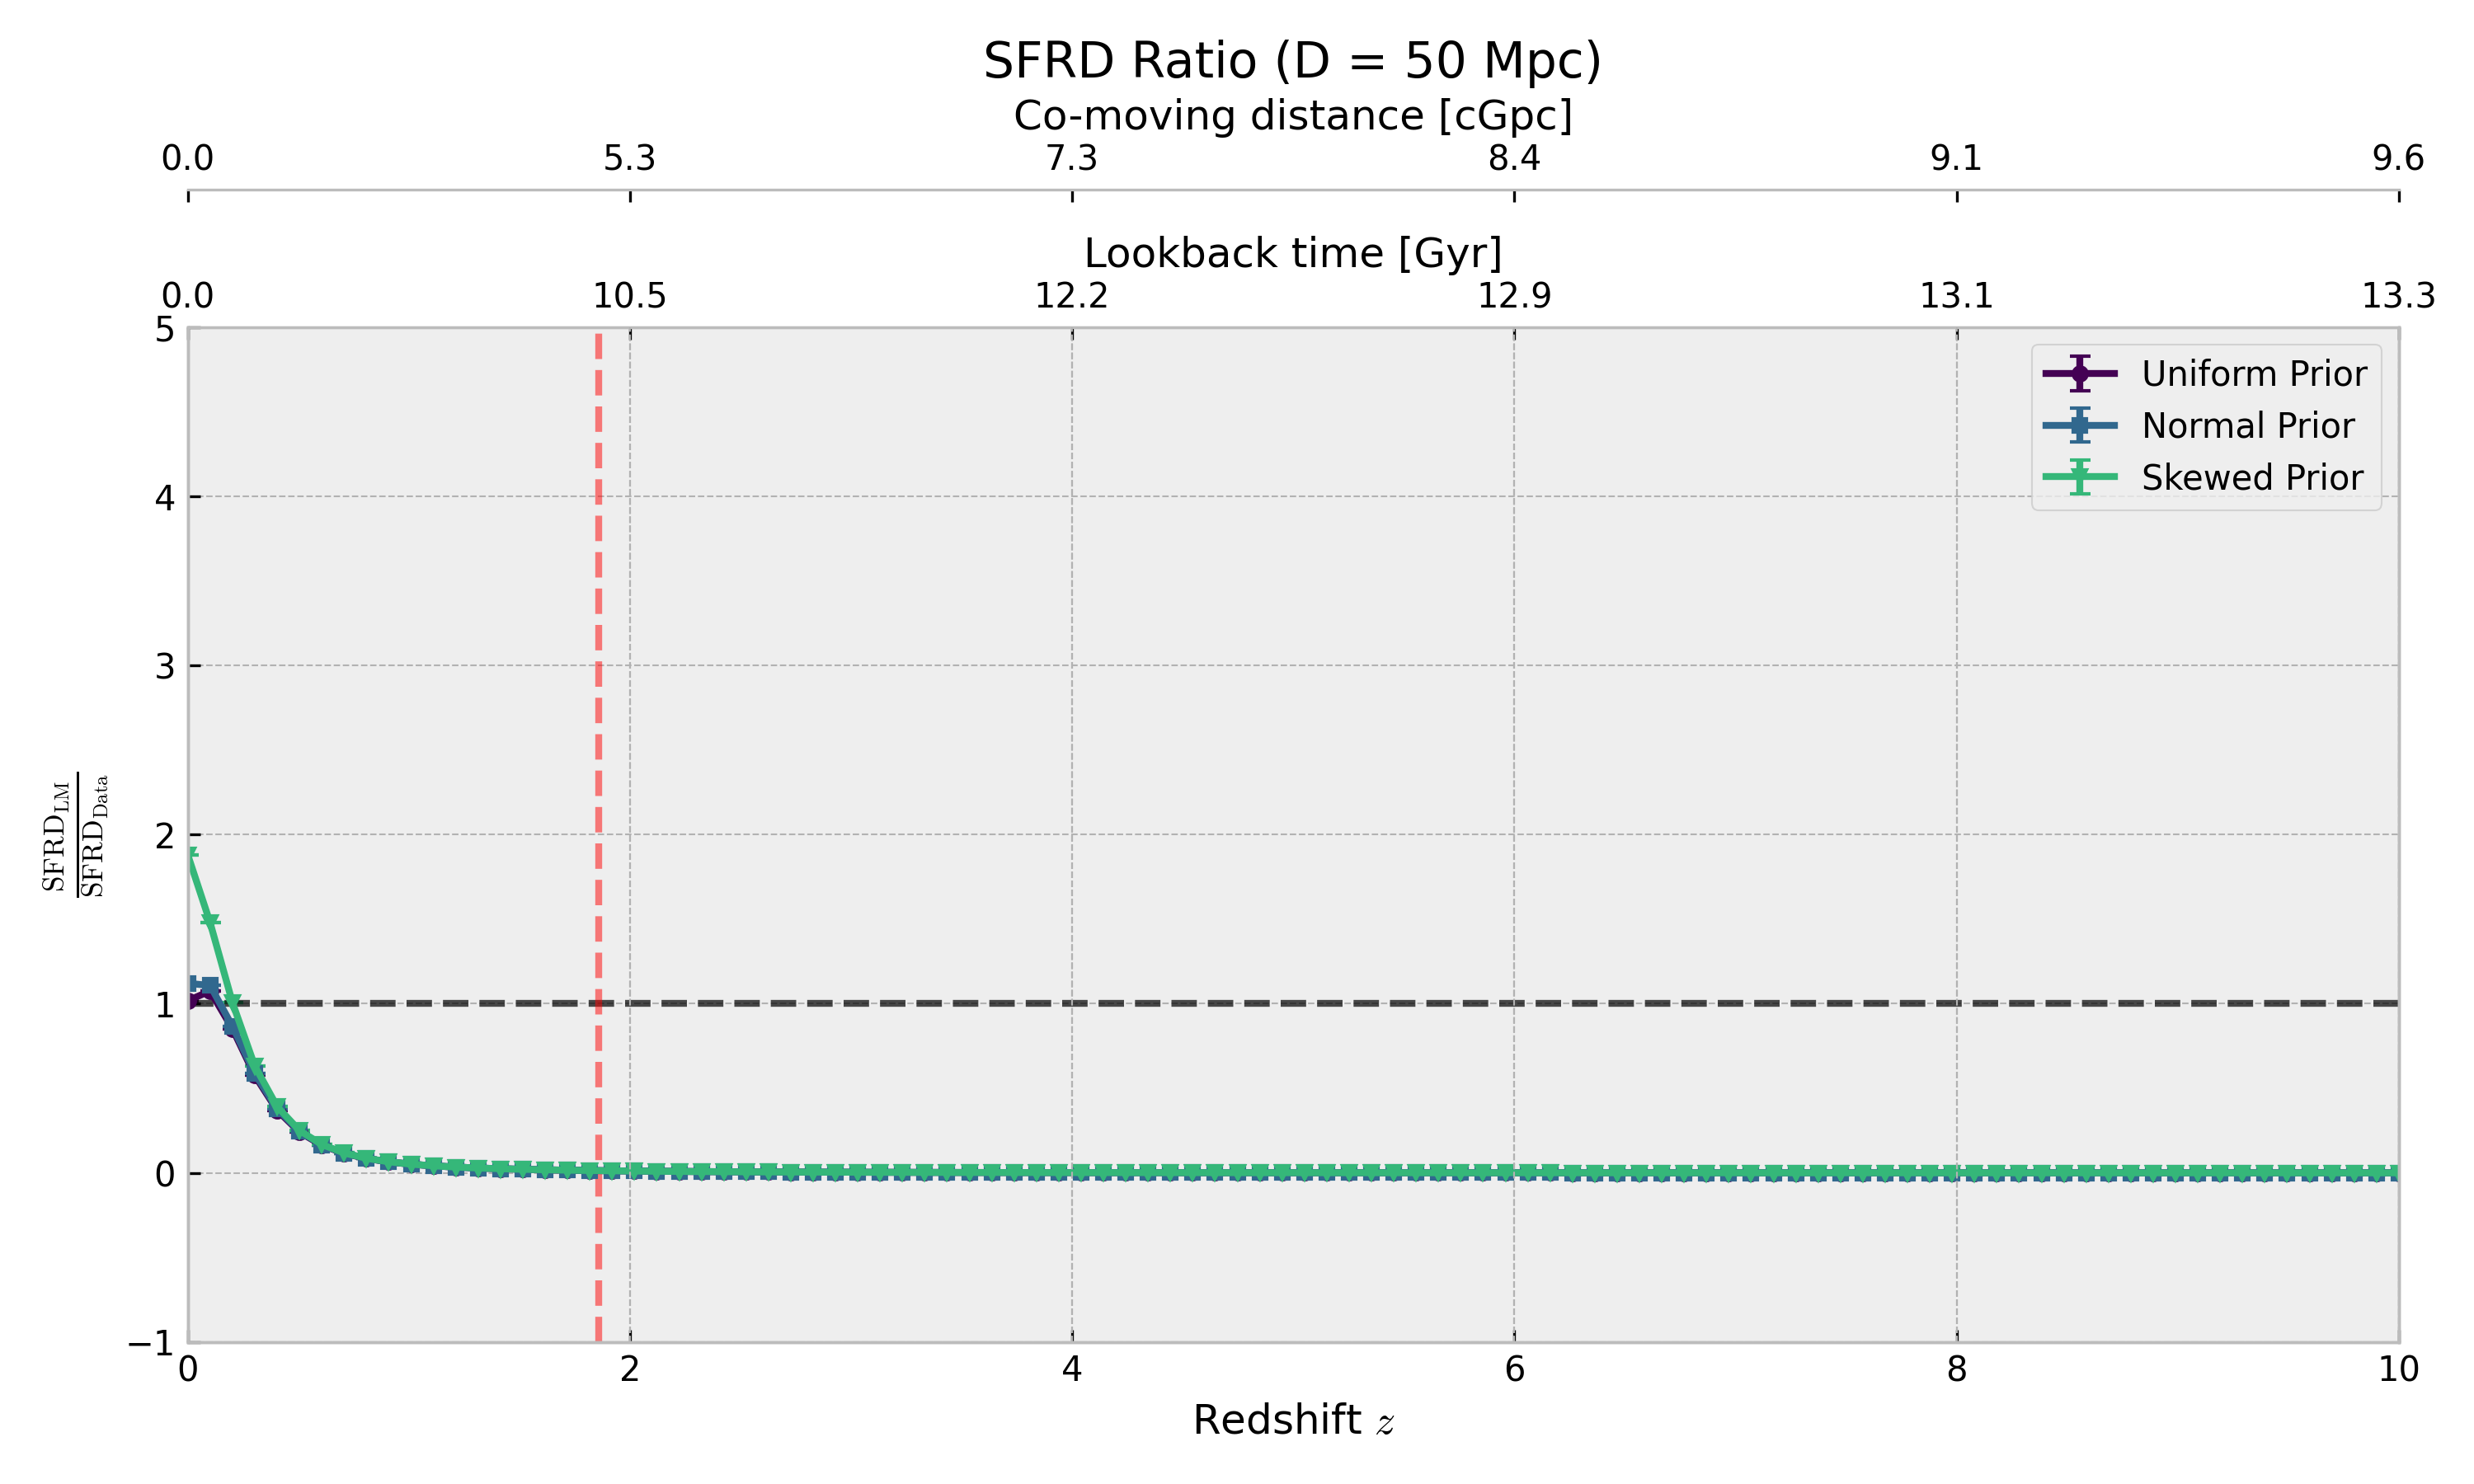 SFRD Ratio (D = 50 Mpc)
Co-moving distance [cGpc]
0.0 5.3 7.3 8.4 9.1 9.6
Lookback time [Gyr]
0.0 10.5 12.2 12.9 13.1 13.3
5
4
3
2
1
0
−1
SFRD_LM
SFRD_Data
Uniform Prior
Normal Prior
Skewed Prior
0 2 4 6 8 10
Redshift z